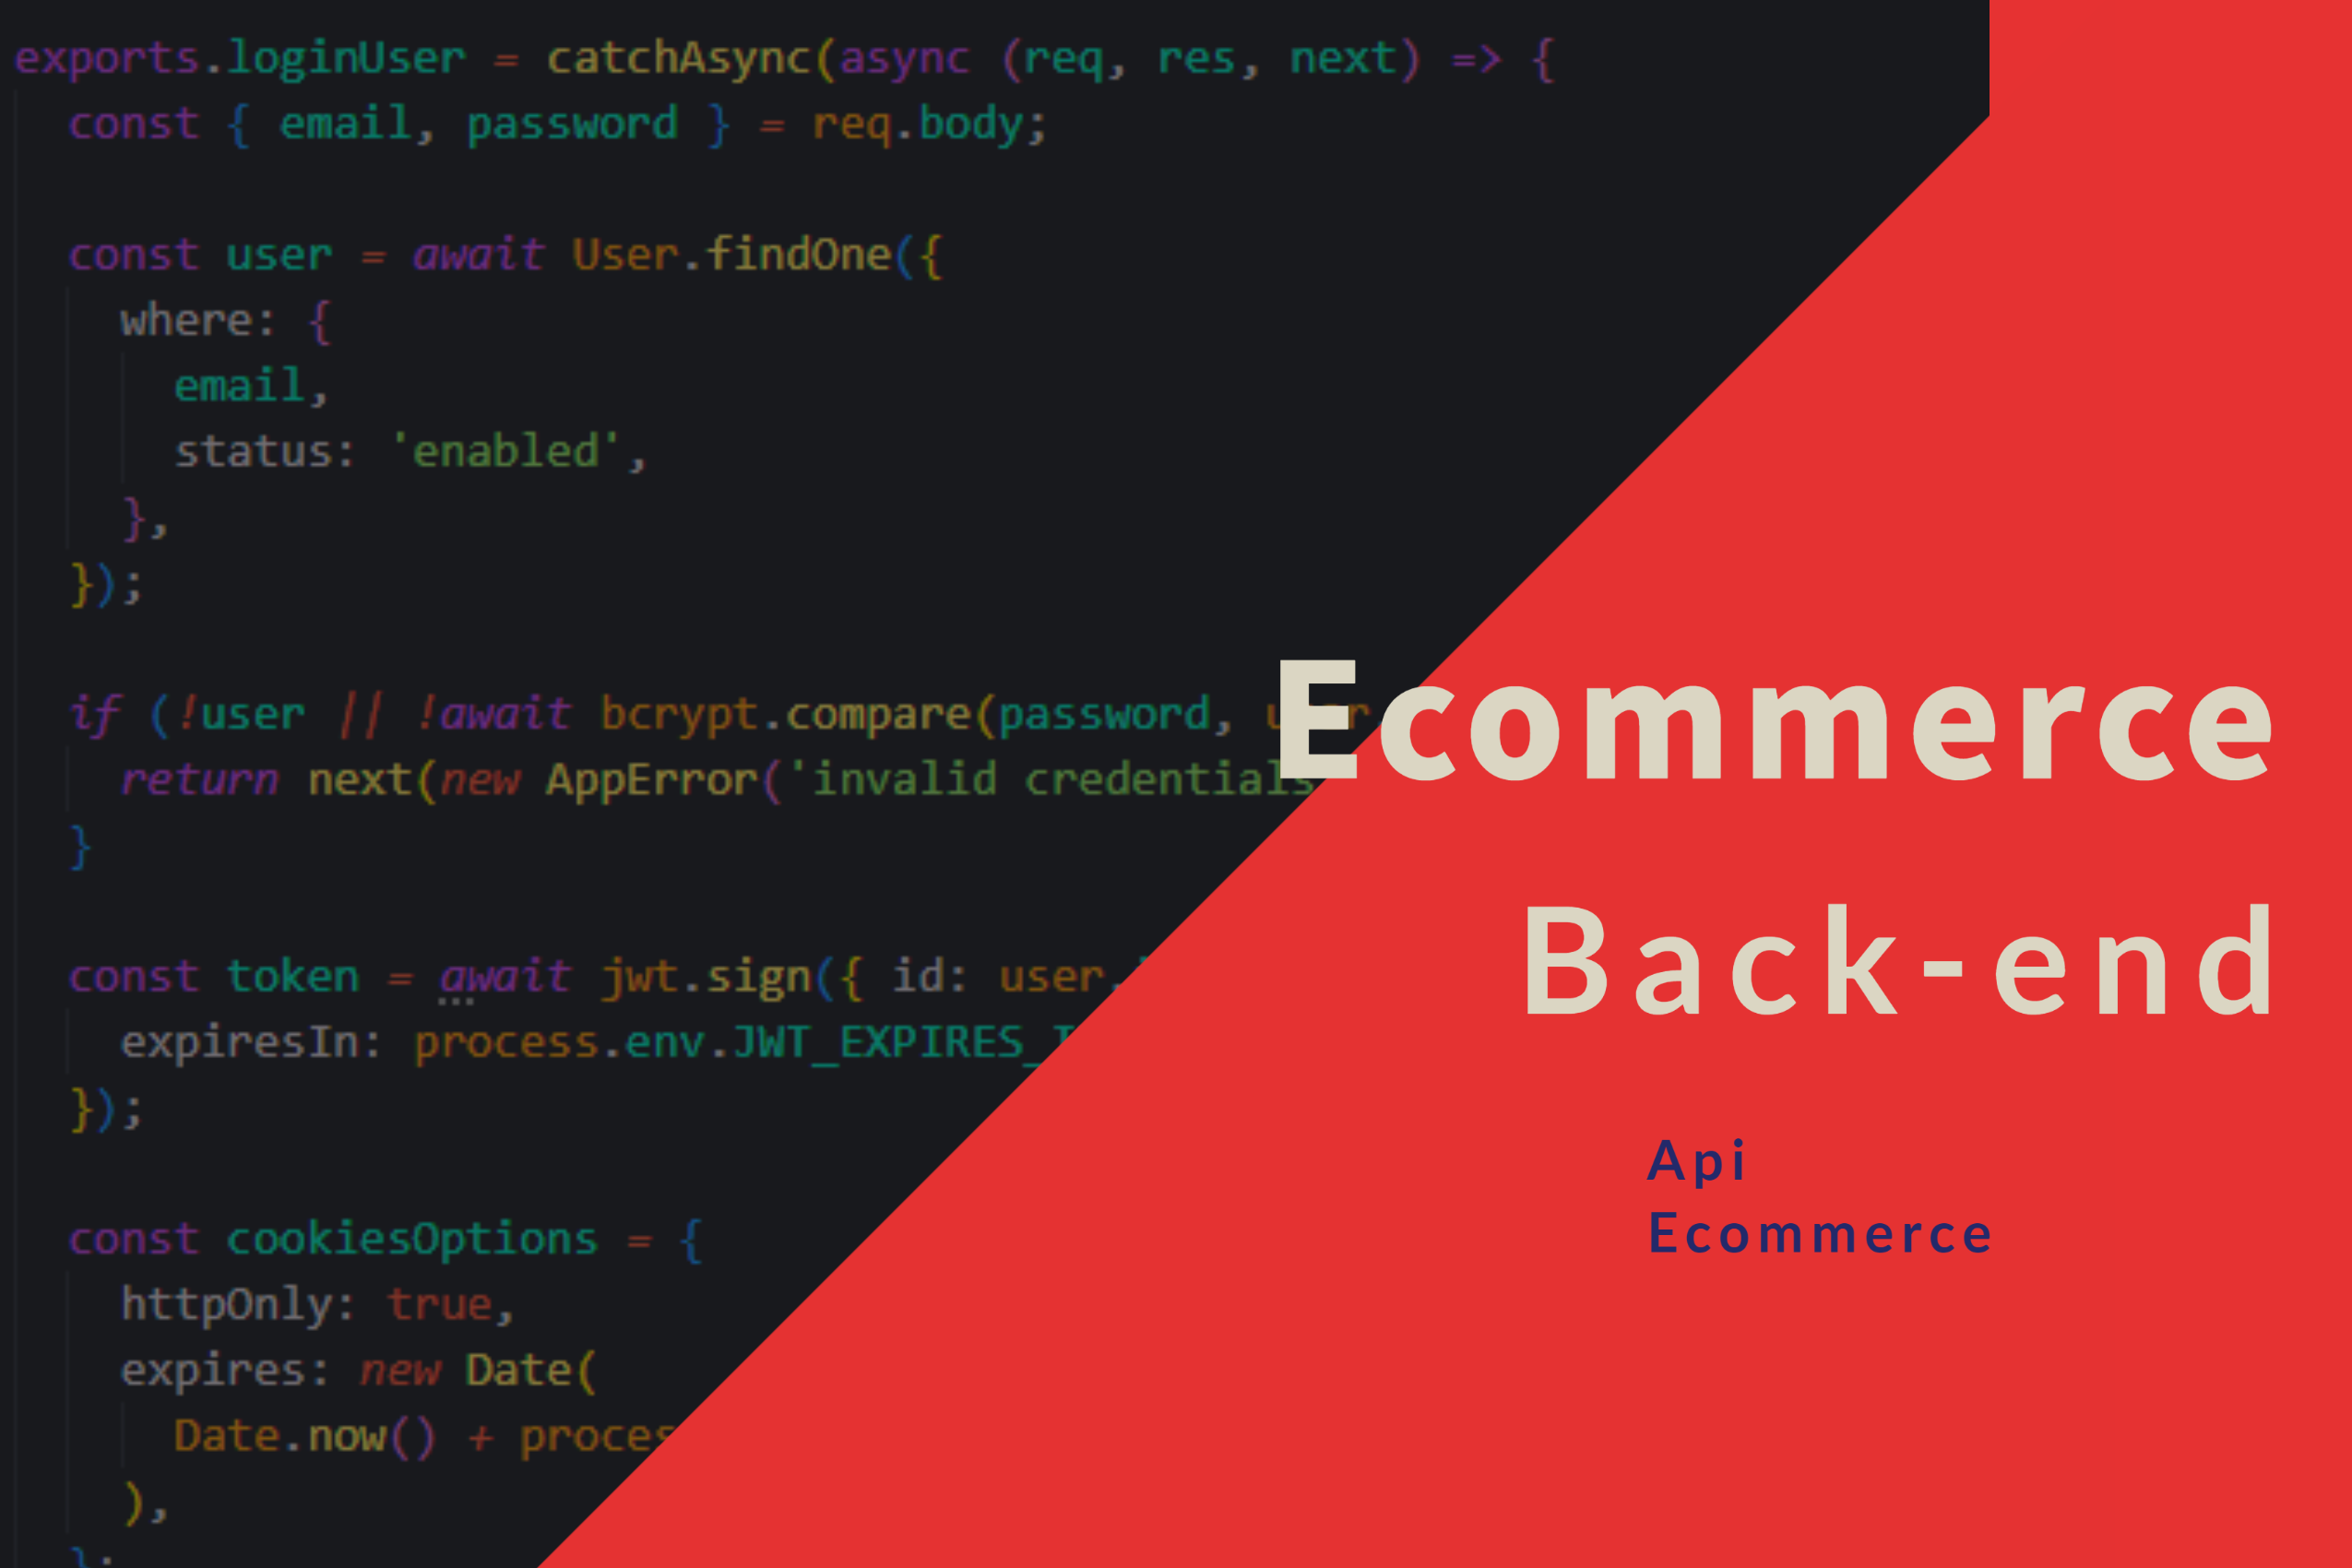 exports.loginUser = catchAsync(async (req, res, next) => {
const { email, password } = req.body;
const user = await User.findOne({
where: {
email,
status: 'enabled',
},
});
if (!user || !await bcrypt.compare(password,
return next(new AppError('invalid credentials
}
const token = await jwt.sign({ id: user.
expiresIn: process.env.JWT_EXPIRES_
});
const cookiesOptions = {
httpOnly: true,
expires: new Date(
Date.now() + proces
),
};
Ecommerce
Back-end
Api
Ecommerce